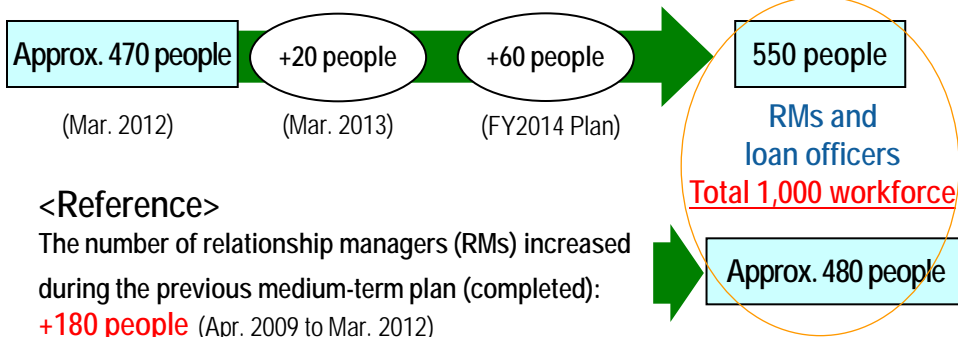 Approx. 470 people
+20 people
+60 people
550 people
(Mar. 2012)
(Mar. 2013)
(FY2014 Plan)
RMs and
loan officers
Total 1,000 workforce
<Reference>
The number of relationship managers (RMs) increased
during the previous medium-term plan (completed):
+180 people (Apr. 2009 to Mar. 2012)
Approx. 480 people